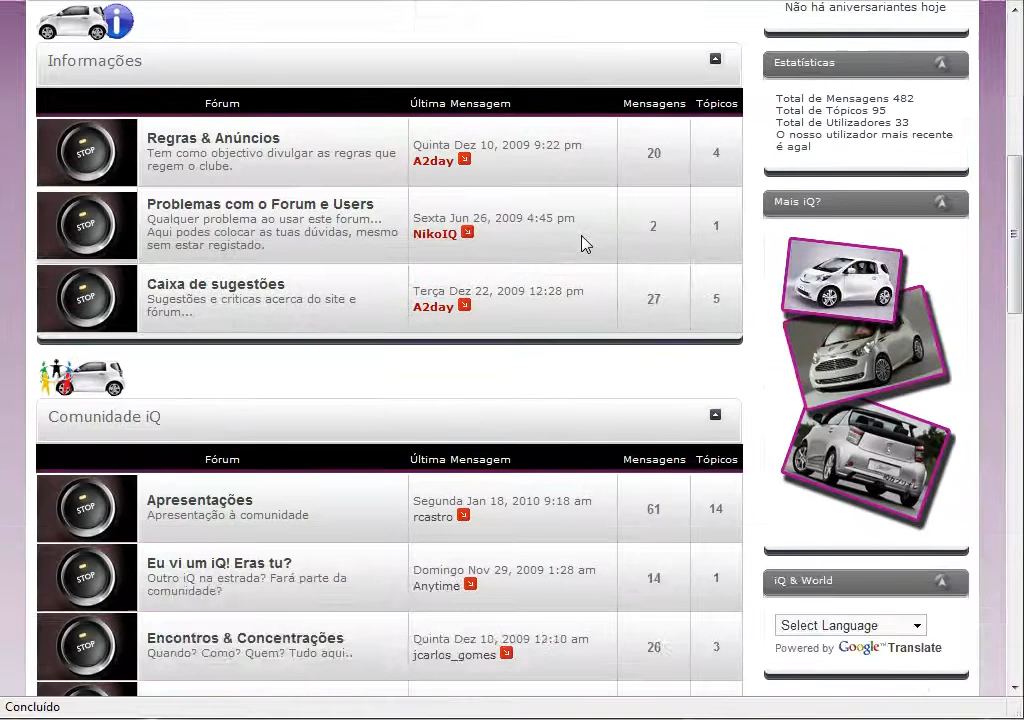 Não há aniversariantes hoje
Informações
Fórum Última Mensagem Mensagens Tópicos
STOP
Regras & Anúncios
Tem como objectivo divulgar as regras que
regem o clube.
Quinta Dez 10, 2009 9:22 pm
A2day
20
4
STOP
Problemas com o Forum e Users
Qualquer problema ao usar este forum...
Aqui podes colocar as tuas dúvidas, mesmo
sem estar registado.
Sexta Jun 26, 2009 4:45 pm
NikoIQ
2
1
STOP
Caixa de sugestões
Sugestões e criticas acerca do site e
fórum...
Terça Dez 22, 2009 12:28 pm
A2day
27
5
Comunidade iQ
Fórum Última Mensagem Mensagens Tópicos
STOP
Apresentações
Apresentação à comunidade
Segunda Jan 18, 2010 9:18 am
rcastro
61
14
STOP
Eu vi um iQ! Eras tu?
Outro iQ na estrada? Fará parte da
comunidade?
Domingo Nov 29, 2009 1:28 am
Anytime
14
1
STOP
Encontros & Concentrações
Quando? Como? Quem? Tudo aqui..
Quinta Dez 10, 2009 12:10 am
jcarlos_gomes
26
3
Estatísticas
Total de Mensagens 482
Total de Tópicos 95
Total de Utilizadores 33
O nosso utilizador mais recente
é agal
Mais iQ?
iQ & World
Select Language
Powered by Google™ Translate
Concluído